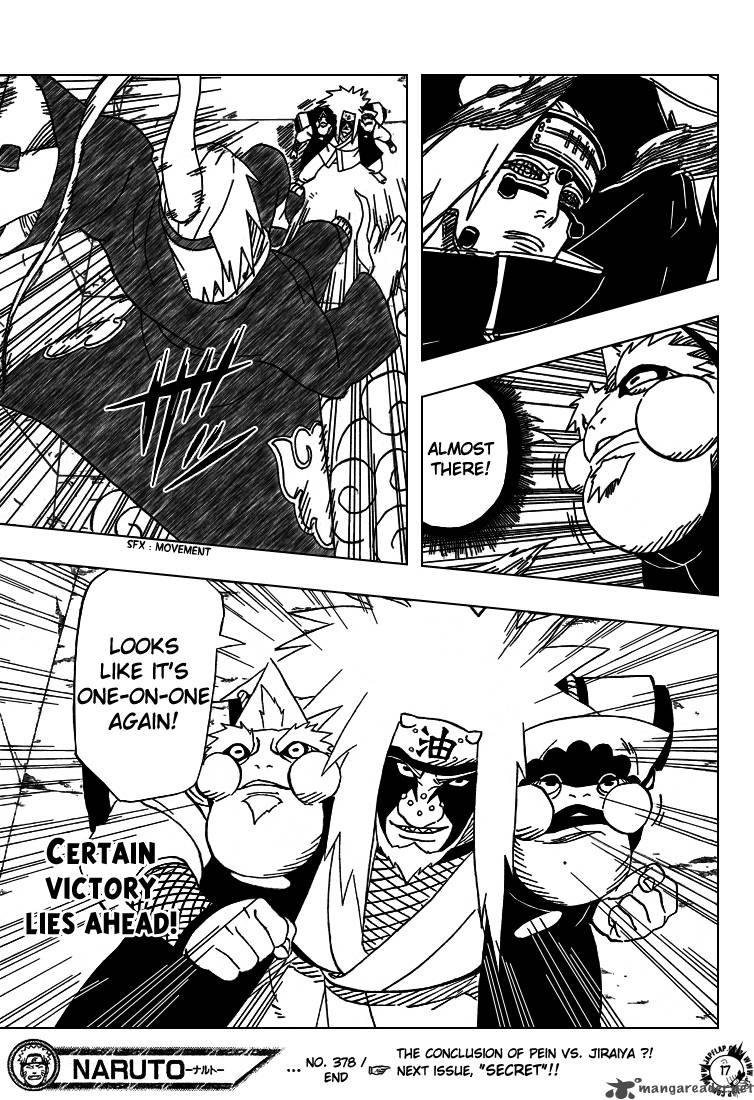 ALMOST
THERE!
SFX : MOVEMENT
LOOKS
LIKE IT'S
ONE-ON-ONE
AGAIN!
油
CERTAIN
VICTORY
LIES AHEAD!
NARUTO -ナルト-
... NO. 378 /
END
☞ THE CONCLUSION OF PEIN VS. JIRAIYA ?!
NEXT ISSUE, "SECRET"!!
17
mangareader.net